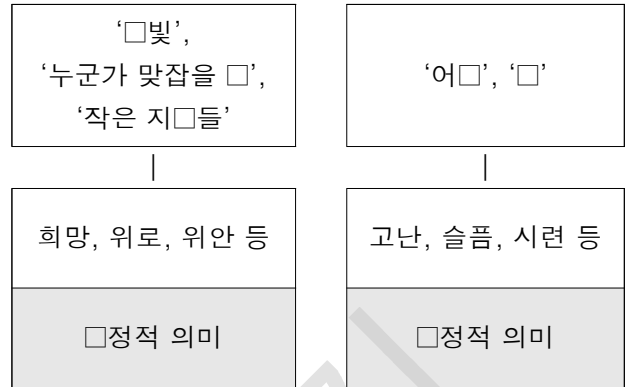 ‘□빛’,
‘누군가 맞잡을 □’,
‘작은 지□들’
희망, 위로, 위안 등
□정적 의미
‘어□’, ‘□’
고난, 슬픔, 시련 등
□정적 의미